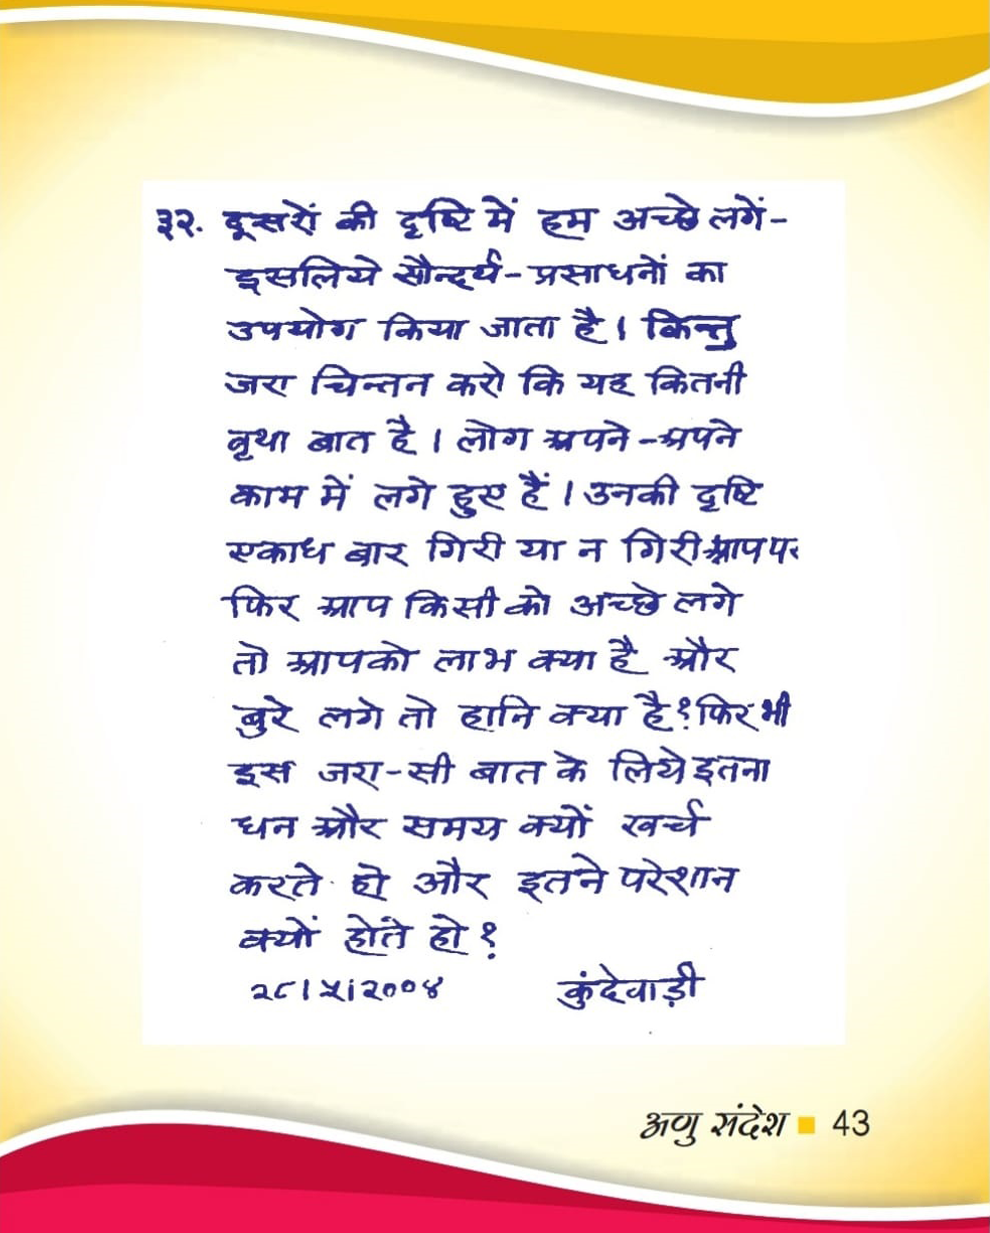 ३२. दूसरों की दृष्टि में हम अच्छे लगें-
इसलिये सौन्दर्य-प्रसाधनों का
उपयोग किया जाता है। किन्तु
जरा चिन्तन करो कि यह कितनी
वृथा बात है। लोग अपने-अपने
काम में लगे हुए हैं। उनकी दृष्टि
एकाध बार गिरी या न गिरी आप पर
फिर आप किसी को अच्छे लगे
तो आपको लाभ क्या है और
बुरे लगे तो हानि क्या है? फिर भी
इस जरा-सी बात के लिये इतना
धन और समय क्यों खर्च
करते हो और इतने परेशान
क्यों होते हो?
२८।५।२००४ कुंदेवाड़ी
अणु संदेश 43